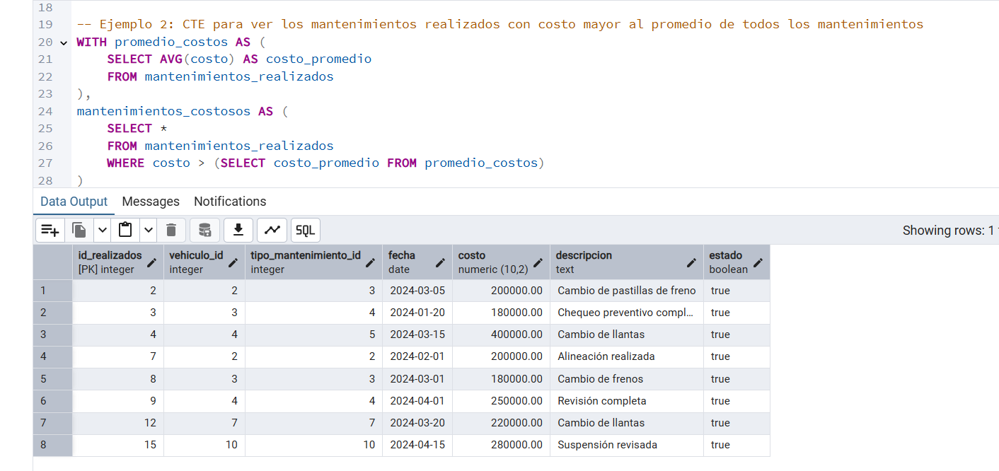 18
19 -- Ejemplo 2: CTE para ver los mantenimientos realizados con costo mayor al promedio de todos los mantenimientos
20 WITH promedio_costos AS (
21 SELECT AVG(costo) AS costo_promedio
22 FROM mantenimientos_realizados
23 ),
24 mantenimientos_costosos AS (
25 SELECT *
26 FROM mantenimientos_realizados
27 WHERE costo > (SELECT costo_promedio FROM promedio_costos)
28 )
Data Output Messages Notifications
SQL Showing rows: 1
id_realizados vehiculo_id tipo_mantenimiento_id fecha costo descripcion estado
[PK] integer integer integer date numeric (10,2) text boolean
1 2 2 3 2024-03-05 200000.00 Cambio de pastillas de freno true
2 3 3 4 2024-01-20 180000.00 Chequeo preventivo compl... true
3 4 4 5 2024-03-15 400000.00 Cambio de llantas true
4 7 2 2 2024-02-01 200000.00 Alineación realizada true
5 8 3 3 2024-03-01 180000.00 Cambio de frenos true
6 9 4 4 2024-04-01 250000.00 Revisión completa true
7 12 7 7 2024-03-20 220000.00 Cambio de llantas true
8 15 10 10 2024-04-15 280000.00 Suspensión revisada true